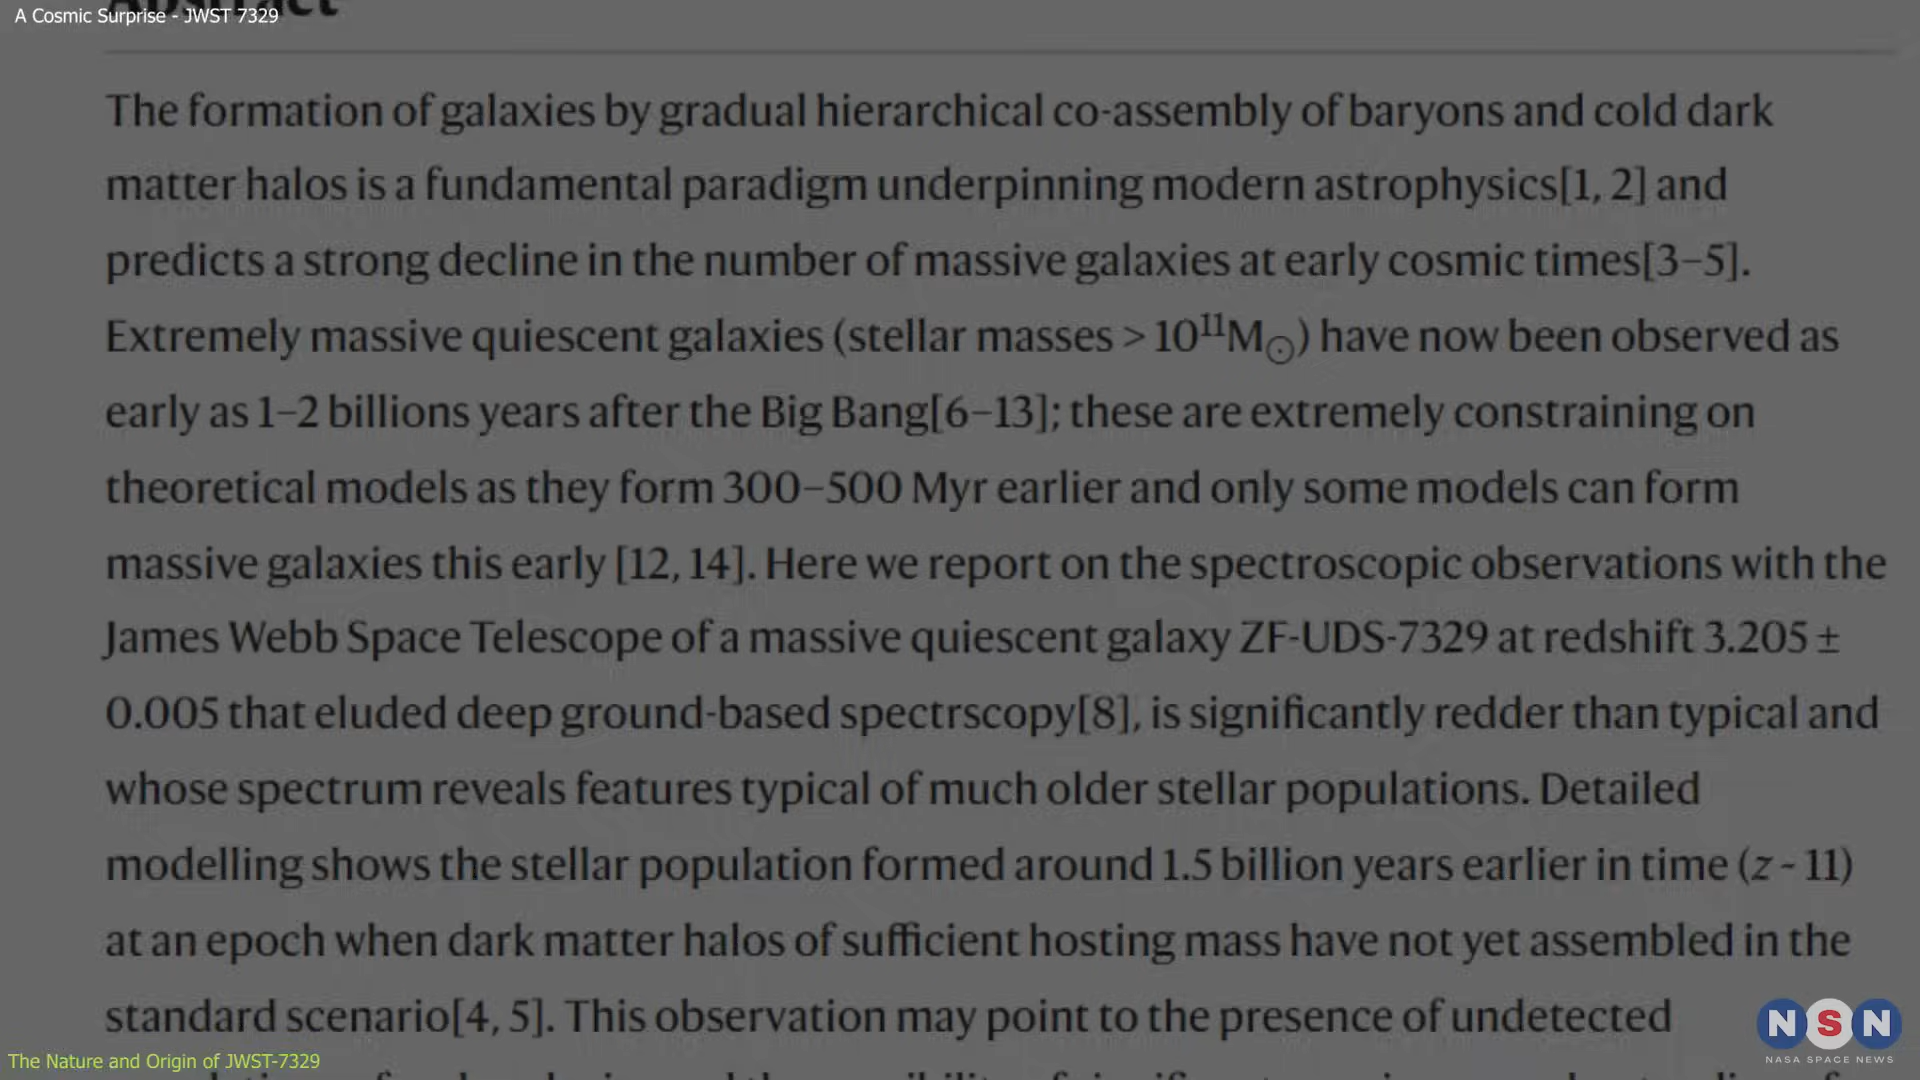 Abstract
A Cosmic Surprise - JWST 7329
The formation of galaxies by gradual hierarchical co-assembly of baryons and cold dark
matter halos is a fundamental paradigm underpinning modern astrophysics[1, 2] and
predicts a strong decline in the number of massive galaxies at early cosmic times[3–5].
Extremely massive quiescent galaxies (stellar masses > 10¹¹M☉) have now been observed as
early as 1–2 billions years after the Big Bang[6–13]; these are extremely constraining on
theoretical models as they form 300–500 Myr earlier and only some models can form
massive galaxies this early [12, 14]. Here we report on the spectroscopic observations with the
James Webb Space Telescope of a massive quiescent galaxy ZF-UDS-7329 at redshift 3.205 ±
0.005 that eluded deep ground-based spectrscopy[8], is significantly redder than typical and
whose spectrum reveals features typical of much older stellar populations. Detailed
modelling shows the stellar population formed around 1.5 billion years earlier in time (z ~ 11)
at an epoch when dark matter halos of sufficient hosting mass have not yet assembled in the
standard scenario[4, 5]. This observation may point to the presence of undetected
NSN
NASA SPACE NEWS
The Nature and Origin of JWST-7329